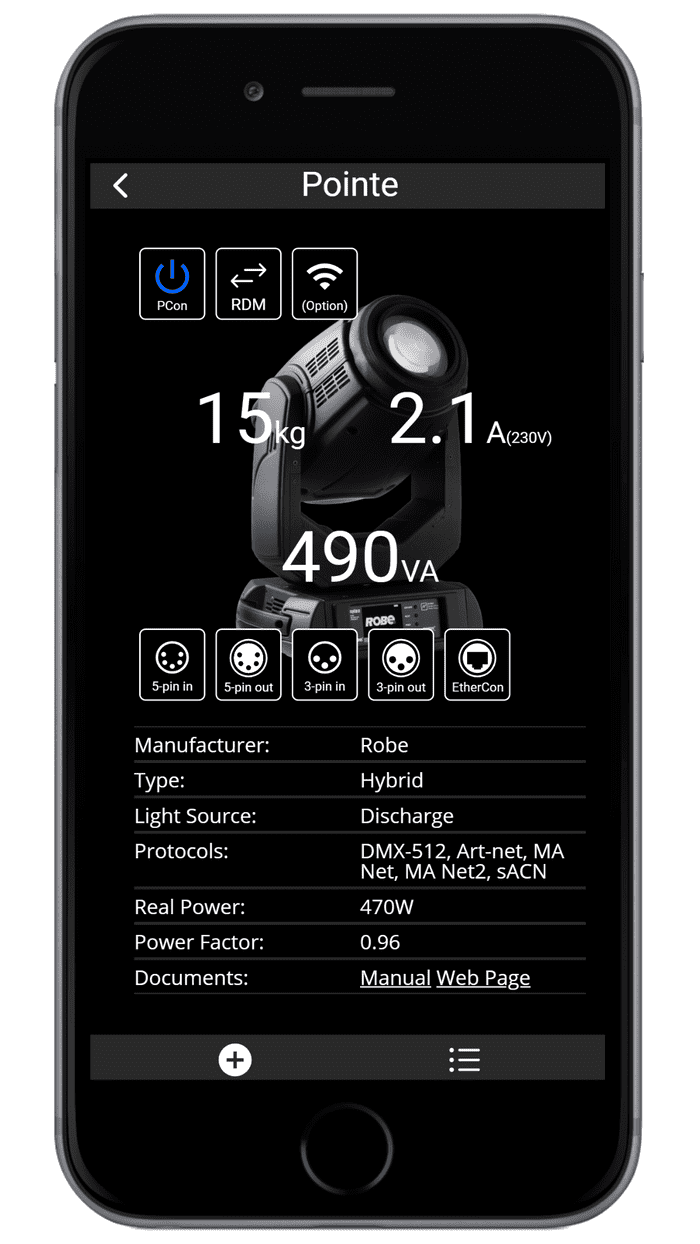 Pointe
PCon
RDM
(Option)
15kg
2.1A(230V)
490VA
ROBE
5-pin in
5-pin out
3-pin in
3-pin out
EtherCon
Manufacturer: Robe
Type: Hybrid
Light Source: Discharge
Protocols: DMX-512, Art-net, MA
Net, MA Net2, sACN
Real Power: 470W
Power Factor: 0.96
Documents: Manual Web Page